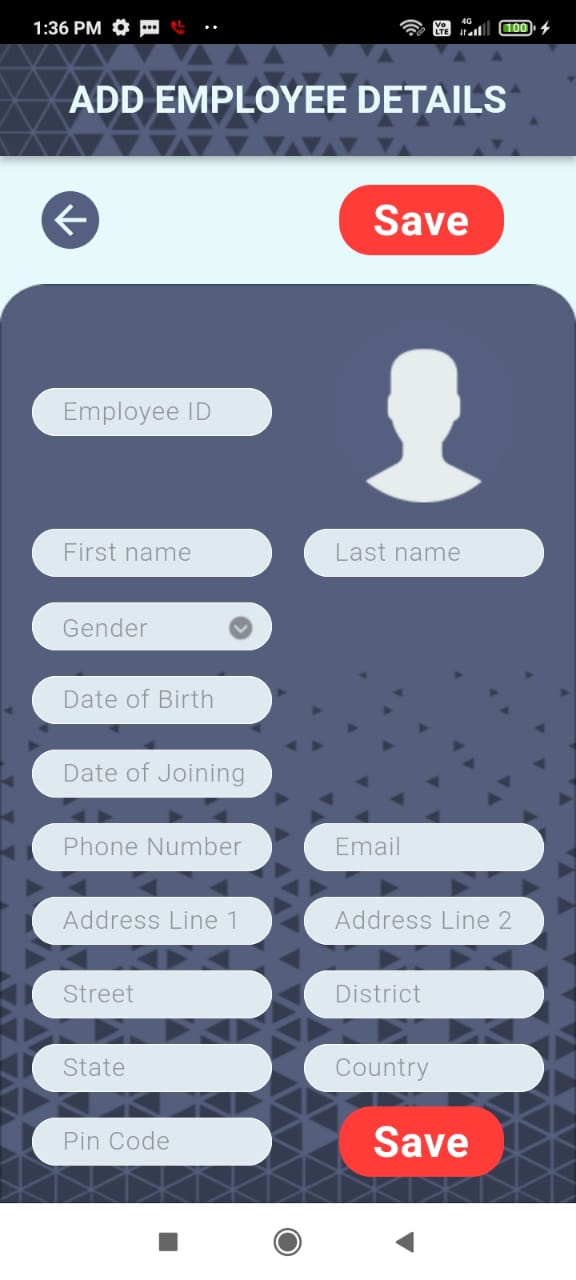 1:36 PM
Vo LTE 4G 100
ADD EMPLOYEE DETAILS
Save
Employee ID
First name Last name
Gender
Date of Birth
Date of Joining
Phone Number Email
Address Line 1 Address Line 2
Street District
State Country
Pin Code Save